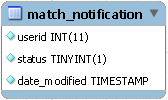 match_notification
userid INT(11)
status TINYINT(1)
date_modified TIMESTAMP